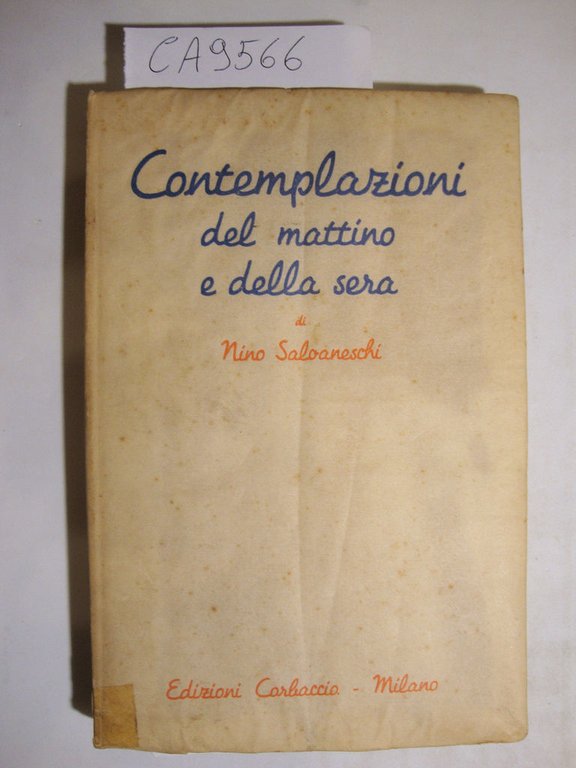 CA9566
Contemplazioni
del mattino
e della sera
di
Nino Salvaneschi
Edizioni Corbaccio - Milano